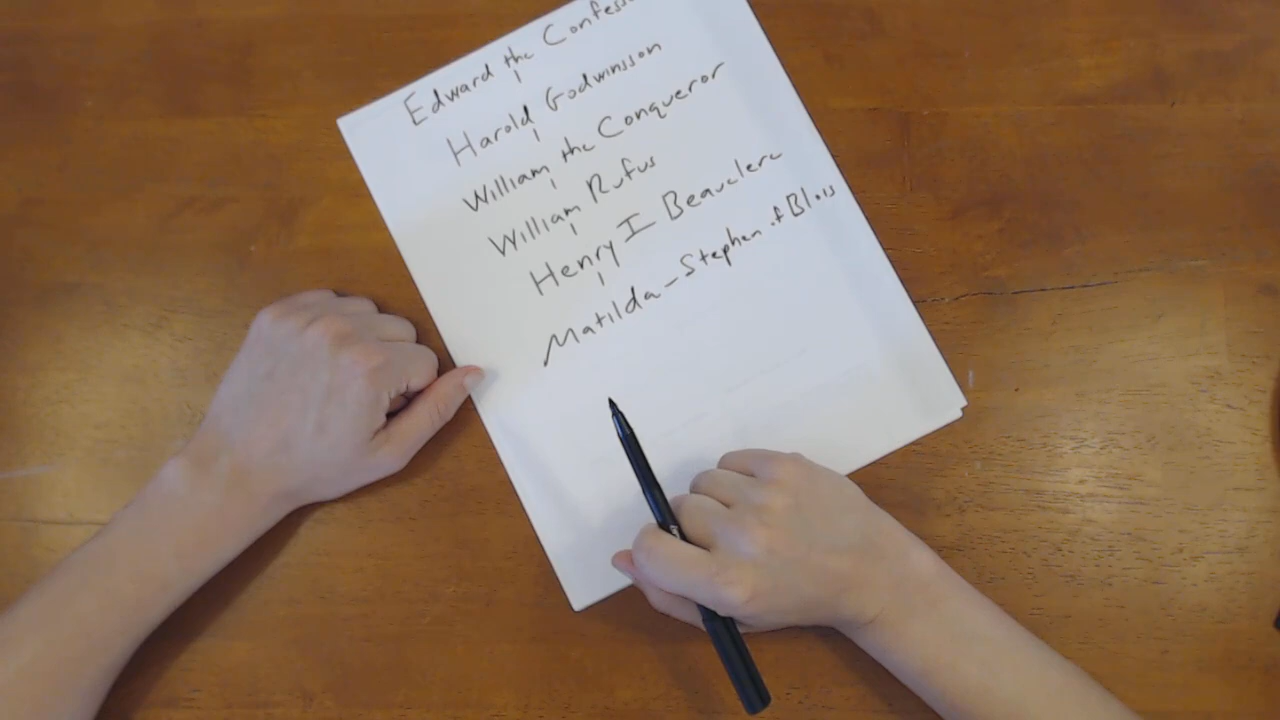 Edward the Confess
Harold Godwinsson
William the Conqueror
William Rufus
Henry I Beauclerc
Matilda - Stephen of Blois